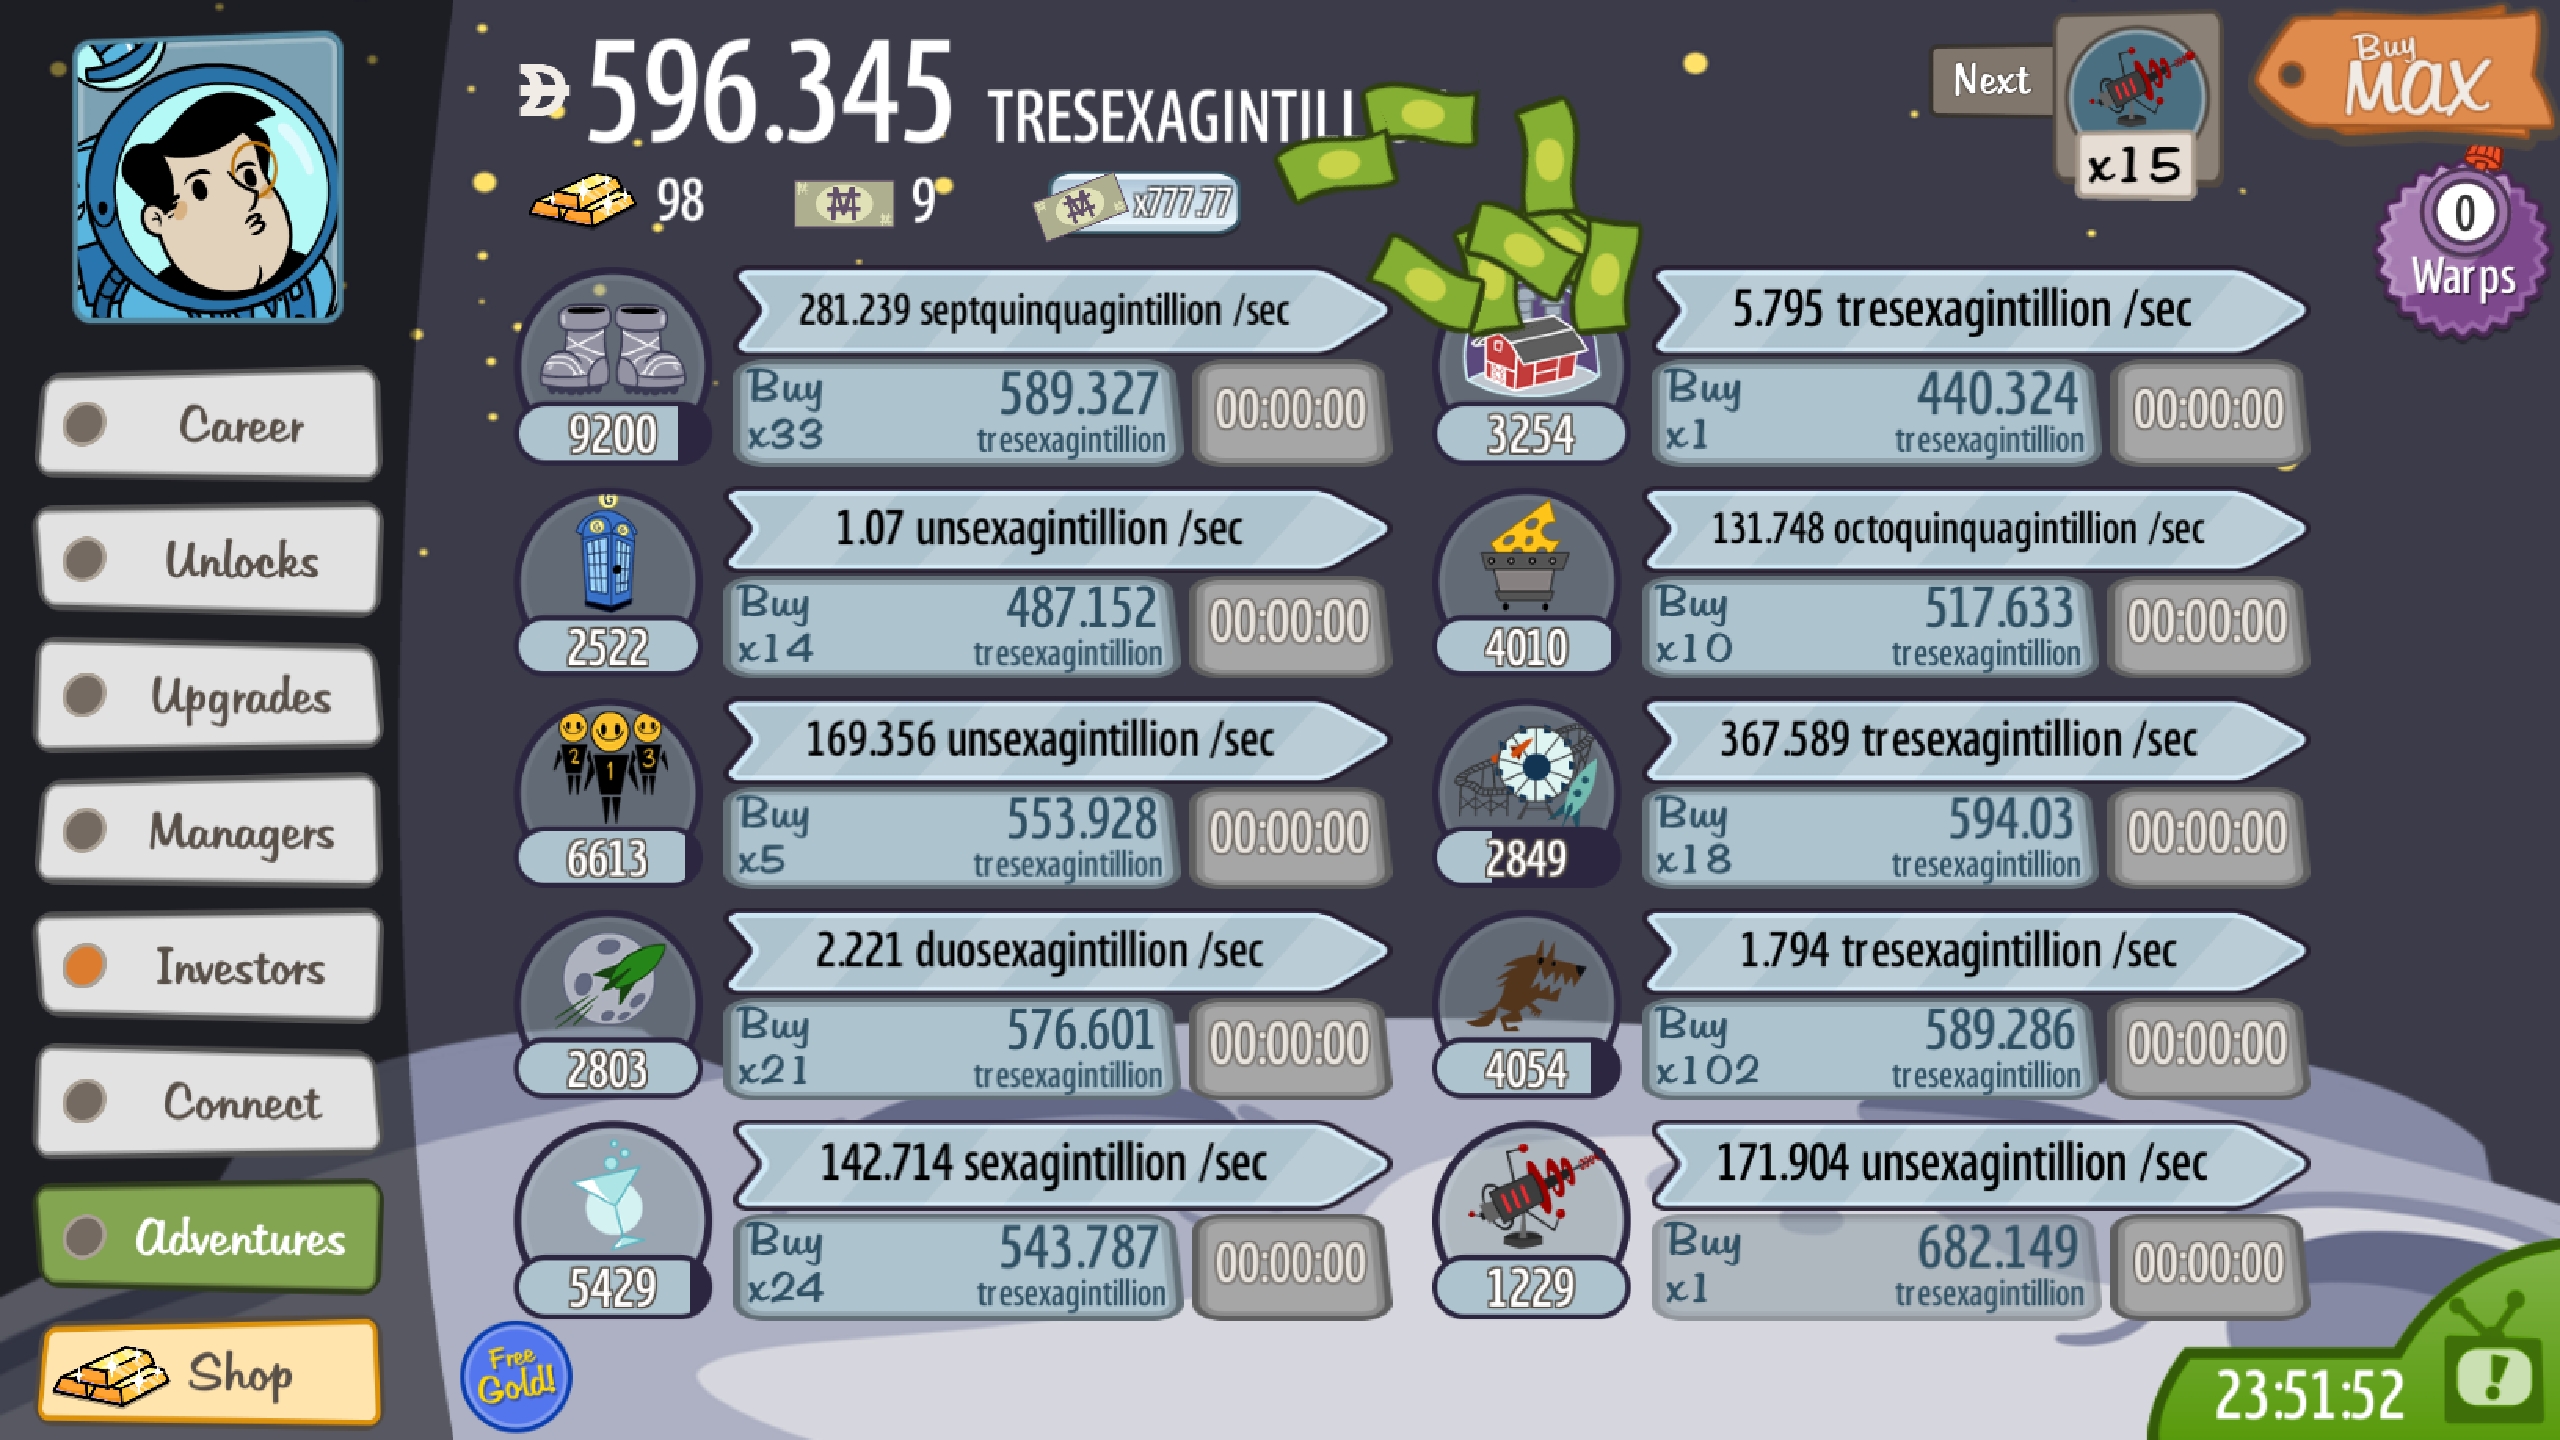 596.345 TRESEXAGINTILL
98
9
x777.77
Next
x15
Buy
MAX
0
Warps
Career
Unlocks
Upgrades
Managers
Investors
Connect
Adventures
Shop
281.239 septquinquagintillion /sec
9200
Buy
x33
589.327
tresexagintillion
00:00:00
5.795 tresexagintillion /sec
3254
Buy
x1
440.324
tresexagintillion
00:00:00
G
1.07 unsexagintillion /sec
2522
Buy
x14
487.152
tresexagintillion
00:00:00
131.748 octoquinquagintillion /sec
4010
Buy
x10
517.633
tresexagintillion
00:00:00
2 1 3
169.356 unsexagintillion /sec
6613
Buy
x5
553.928
tresexagintillion
00:00:00
367.589 tresexagintillion /sec
2849
Buy
x18
594.03
tresexagintillion
00:00:00
2.221 duosexagintillion /sec
2803
Buy
x21
576.601
tresexagintillion
00:00:00
1.794 tresexagintillion /sec
4054
Buy
x102
589.286
tresexagintillion
00:00:00
142.714 sexagintillion /sec
5429
Buy
x24
543.787
tresexagintillion
00:00:00
171.904 unsexagintillion /sec
1229
Buy
x1
682.149
tresexagintillion
00:00:00
Free
Gold!
23:51:52
!